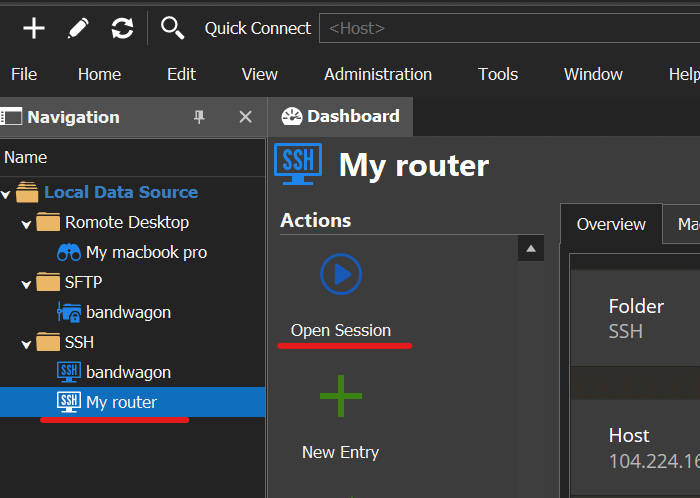 Quick Connect <Host>
File Home Edit View Administration Tools Window Help
Navigation
Name
Local Data Source
Romote Desktop
My macbook pro
SFTP
bandwagon
SSH
SSH bandwagon
SSH My router
Dashboard
SSH My router
Actions
Open Session
New Entry
Overview
Folder
SSH
Host
104.224.16